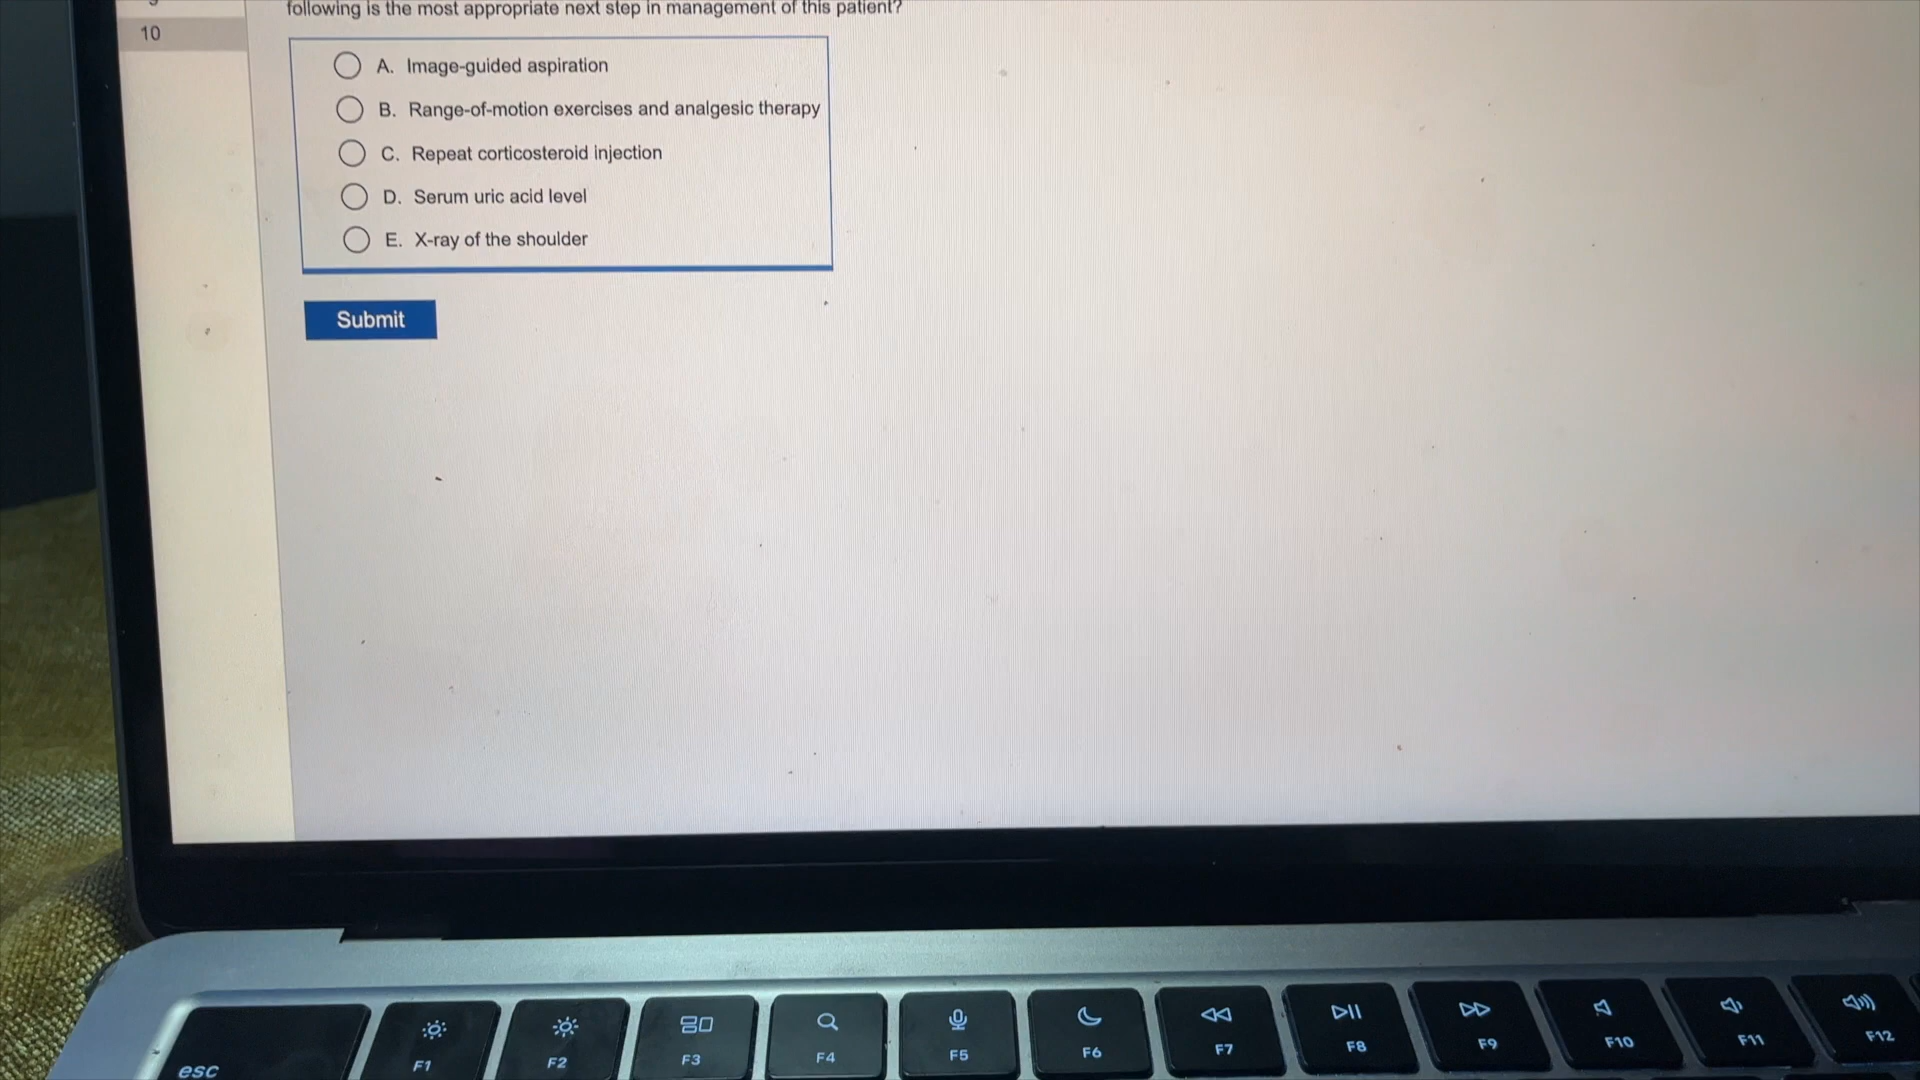 following is the most appropriate next step in management of this patient?
10
A. Image-guided aspiration
B. Range-of-motion exercises and analgesic therapy
C. Repeat corticosteroid injection
D. Serum uric acid level
E. X-ray of the shoulder
Submit
esc
F1
F2
F3
F4
F5
F6
F7
F8
F9
F10
F11
F12